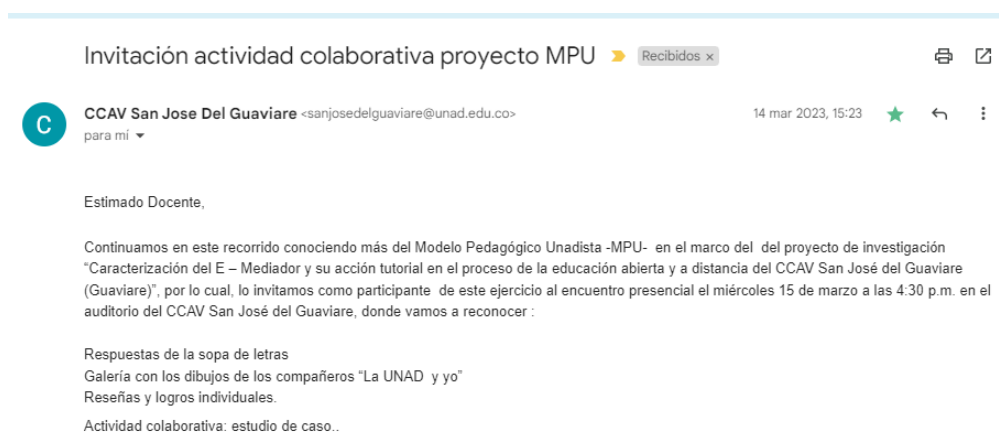 Invitación actividad colaborativa proyecto MPU Recibidos x
C
CCAV San Jose Del Guaviare <sanjosedelguaviare@unad.edu.co> 14 mar 2023, 15:23
para mí
Estimado Docente,
Continuamos en este recorrido conociendo más del Modelo Pedagógico Unadista -MPU- en el marco del del proyecto de investigación
“Caracterización del E – Mediador y su acción tutorial en el proceso de la educación abierta y a distancia del CCAV San José del Guaviare
(Guaviare)”, por lo cual, lo invitamos como participante de este ejercicio al encuentro presencial el miércoles 15 de marzo a las 4:30 p.m. en el
auditorio del CCAV San José del Guaviare, donde vamos a reconocer :
Respuestas de la sopa de letras
Galería con los dibujos de los compañeros “La UNAD y yo”
Reseñas y logros individuales.
Actividad colaborativa: estudio de caso..